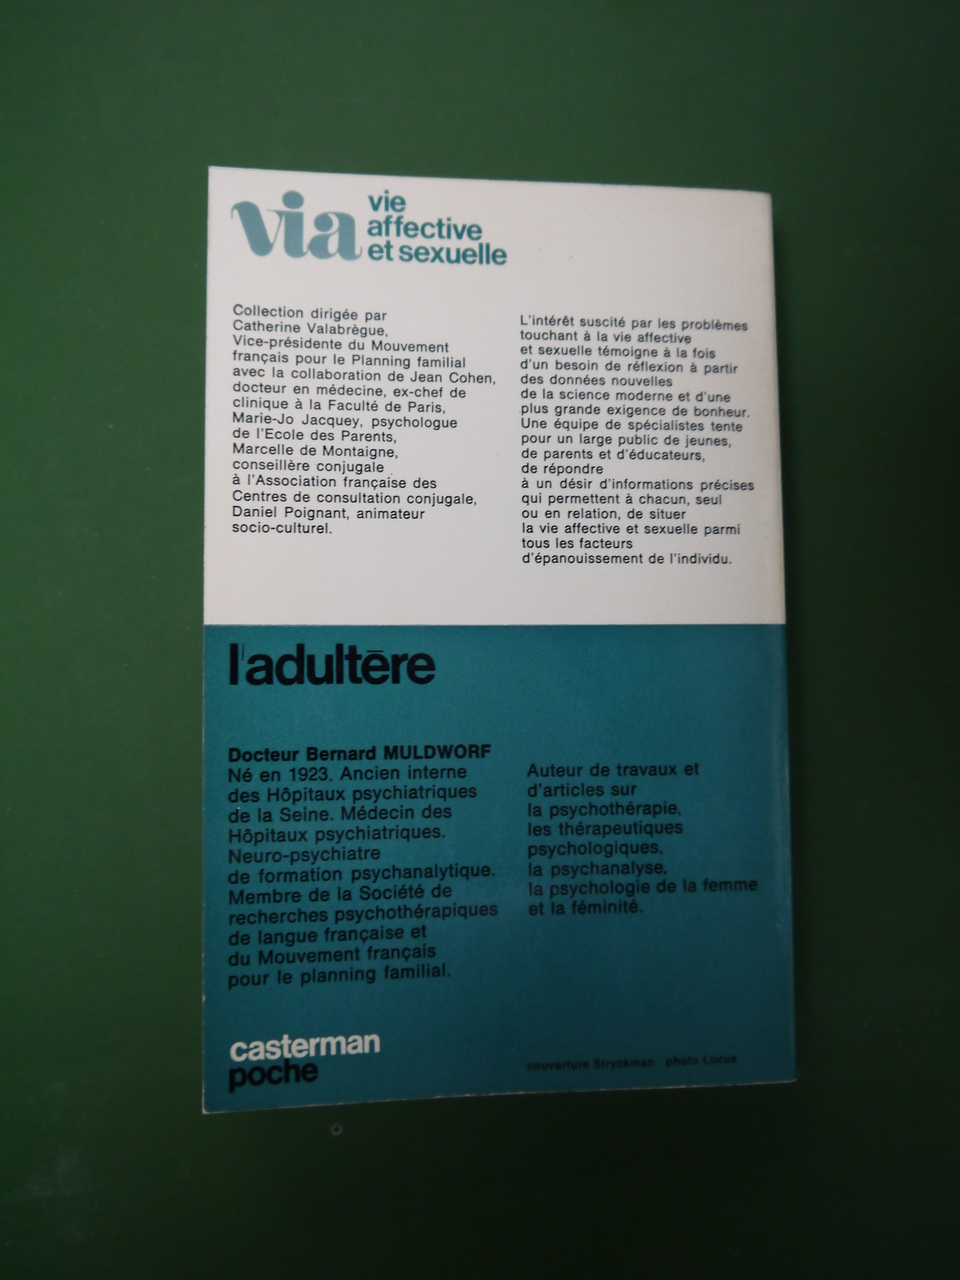 via
vie
affective
et sexuelle
Collection dirigée par
Catherine Valabrègue,
Vice-présidente du Mouvement
français pour le Planning familial
avec la collaboration de Jean Cohen,
docteur en médecine, ex-chef de
clinique à la Faculté de Paris,
Marie-Jo Jacquey, psychologue
de l'Ecole des Parents,
Marcelle de Montaigne,
conseillère conjugale
à l'Association française des
Centres de consultation conjugale,
Daniel Poignant, animateur
socio-culturel.
L'intérêt suscité par les problèmes
touchant à la vie affective
et sexuelle témoigne à la fois
d'un besoin de réflexion à partir
des données nouvelles
de la science moderne et d'une
plus grande exigence de bonheur.
Une équipe de spécialistes tente
pour un large public de jeunes,
de parents et d'éducateurs,
de répondre
à un désir d'informations précises
qui permettent à chacun, seul
ou en relation, de situer
la vie affective et sexuelle parmi
tous les facteurs
d'épanouissement de l'individu.
l'adultère
Docteur Bernard MULDWORF
Né en 1923. Ancien interne
des Hôpitaux psychiatriques
de la Seine. Médecin des
Hôpitaux psychiatriques.
Neuro-psychiatre
de formation psychanalytique.
Membre de la Société de
recherches psychothérapiques
de langue française et
du Mouvement français
pour le planning familial.
Auteur de travaux et
d'articles sur
la psychothérapie,
les thérapeutiques
psychologiques,
la psychanalyse,
la psychologie de la femme
et la féminité.
casterman
poche
couverture Stryckman photo Locus